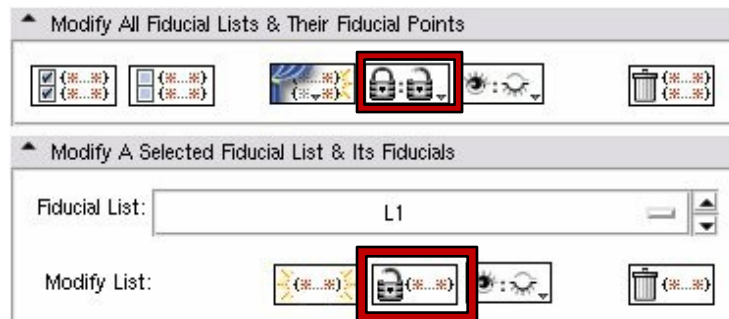 Modify All Fiducial Lists & Their Fiducial Points
{*...*} {*...*} {*...*} : : {*...*}
{*...*} {*...*} {*...*} {*...*}
Modify A Selected Fiducial List & Its Fiducials
Fiducial List: L1
Modify List: {*...*} {*...*} : {*...*}